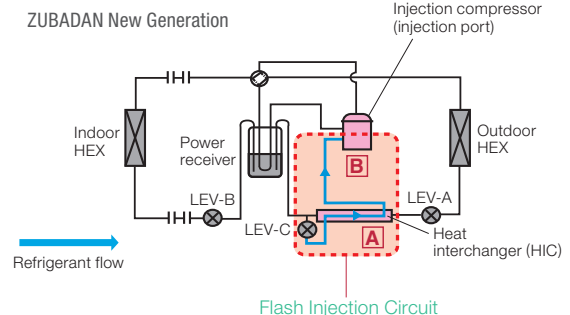 ZUBADAN New Generation
Injection compressor
(injection port)
Indoor
HEX
Power
receiver
Outdoor
HEX
B
LEV-B
LEV-A
LEV-C
A
Heat
interchanger (HIC)
Refrigerant flow
Flash Injection Circuit